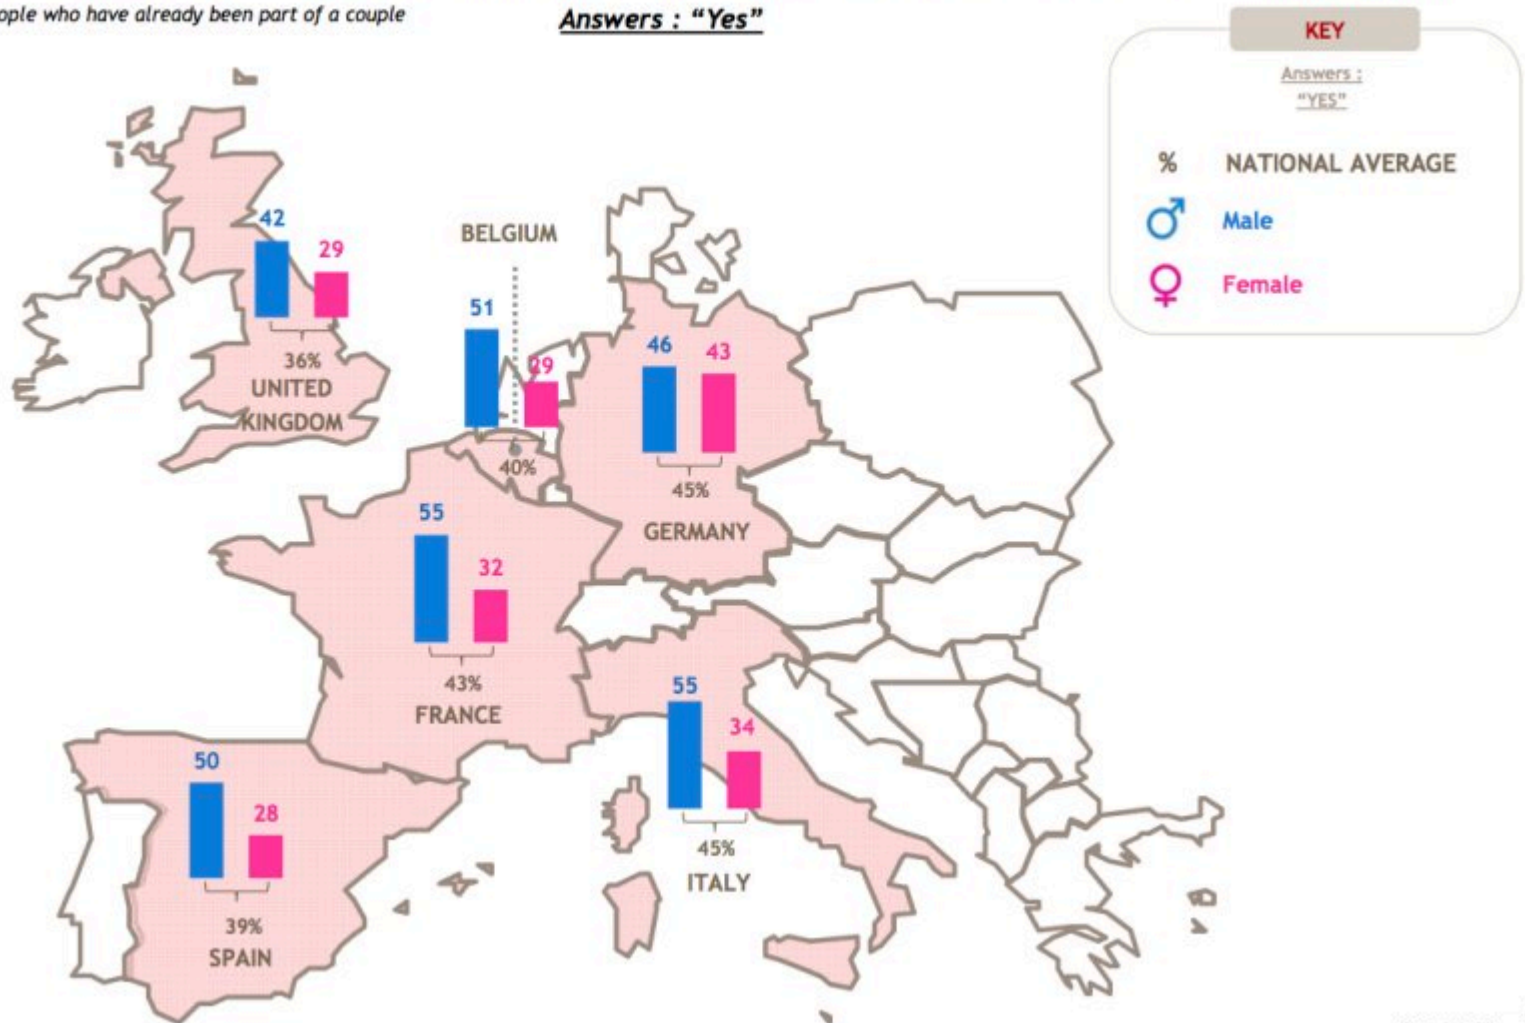 who have already been part of a couple
Answers : “Yes”
KEY
Answers :
“YES”
% NATIONAL AVERAGE
Male
Female
42
29
36%
UNITED
KINGDOM
BELGIUM
51
29
40%
46
43
45%
GERMANY
55
32
43%
FRANCE
55
34
45%
ITALY
50
28
39%
SPAIN